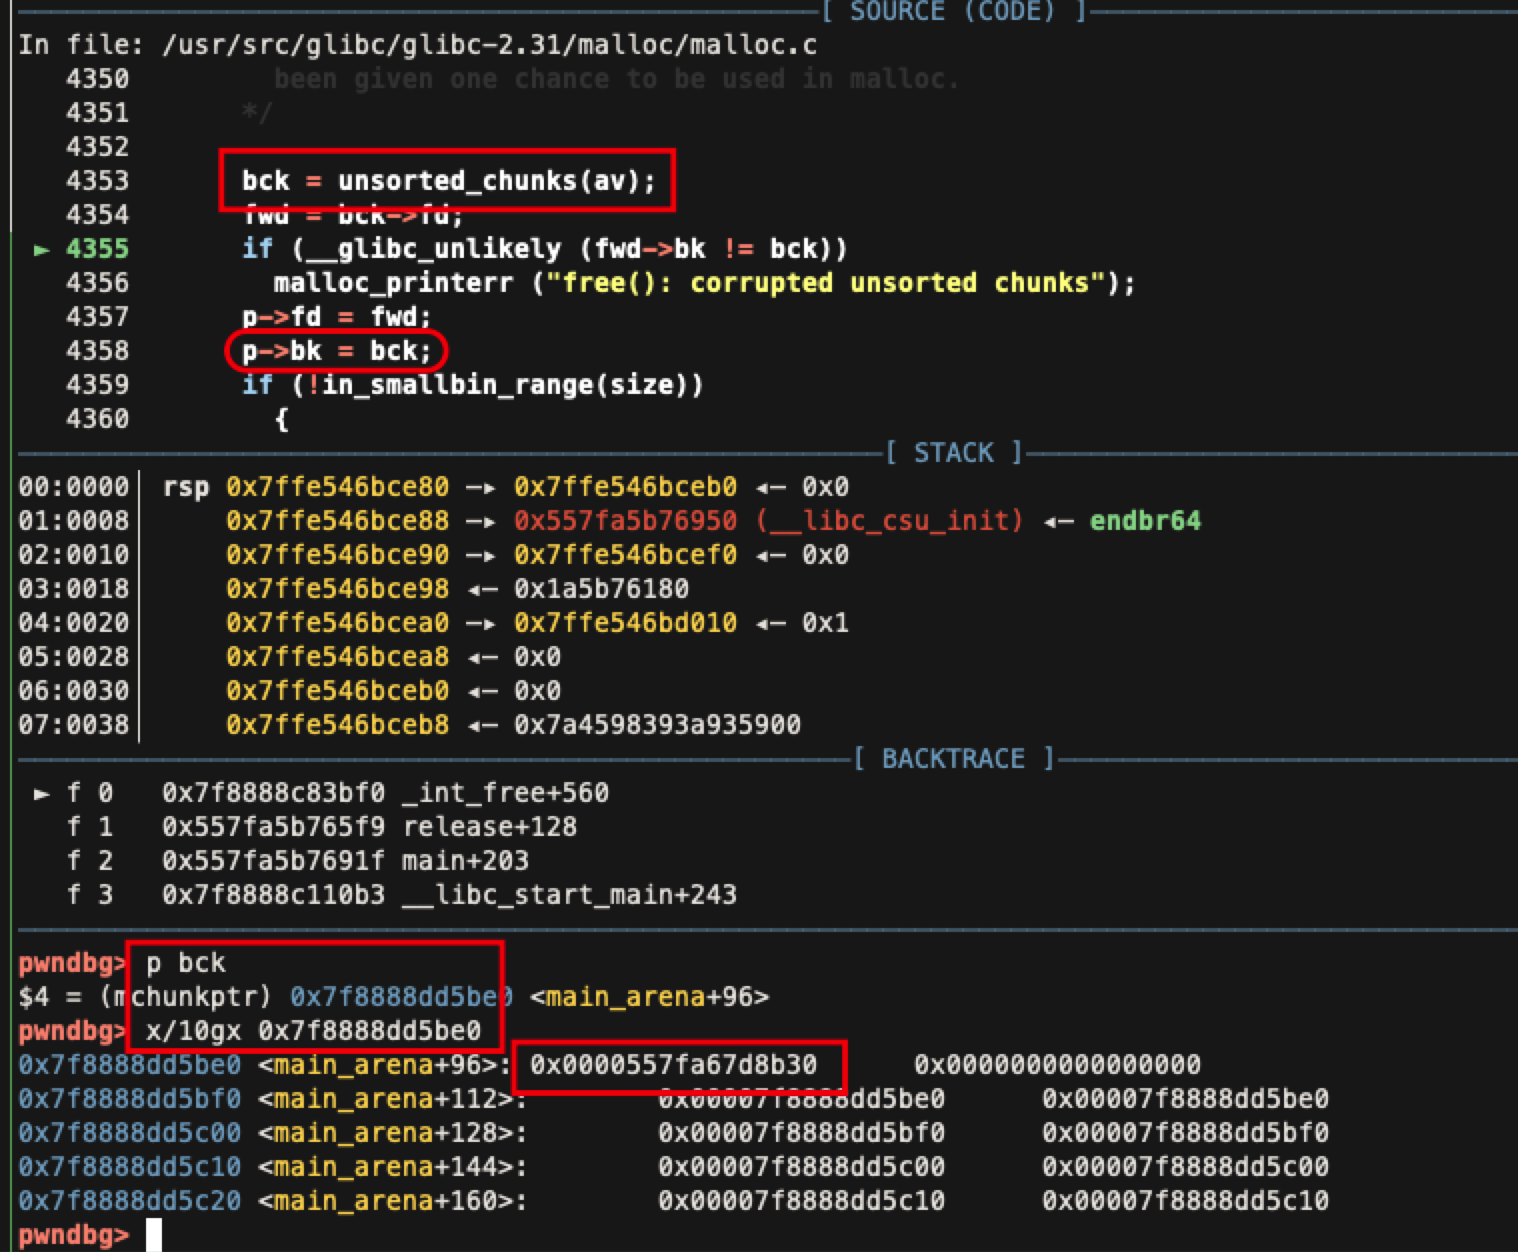 [ SOURCE (CODE) ]
In file: /usr/src/glibc/glibc-2.31/malloc/malloc.c
4350 been given one chance to be used in malloc.
4351 */
4352
4353 bck = unsorted_chunks(av);
4354 fwd = bck->fd;
► 4355 if (__glibc_unlikely (fwd->bk != bck))
4356 malloc_printerr ("free(): corrupted unsorted chunks");
4357 p->fd = fwd;
4358 p->bk = bck;
4359 if (!in_smallbin_range(size))
4360 {
[ STACK ]
00:0000│ rsp 0x7ffe546bce80 —▸ 0x7ffe546bceb0 ◂— 0x0
01:0008│ 0x7ffe546bce88 —▸ 0x557fa5b76950 (__libc_csu_init) ◂— endbr64
02:0010│ 0x7ffe546bce90 —▸ 0x7ffe546bcef0 ◂— 0x0
03:0018│ 0x7ffe546bce98 ◂— 0x1a5b76180
04:0020│ 0x7ffe546bcea0 —▸ 0x7ffe546bd010 ◂— 0x1
05:0028│ 0x7ffe546bcea8 ◂— 0x0
06:0030│ 0x7ffe546bceb0 ◂— 0x0
07:0038│ 0x7ffe546bceb8 ◂— 0x7a4598393a935900
[ BACKTRACE ]
► f 0 0x7f8888c83bf0 _int_free+560
f 1 0x557fa5b765f9 release+128
f 2 0x557fa5b7691f main+203
f 3 0x7f8888c110b3 __libc_start_main+243
pwndbg> p bck
$4 = (mchunkptr) 0x7f8888dd5be0 <main_arena+96>
pwndbg> x/10gx 0x7f8888dd5be0
0x7f8888dd5be0 <main_arena+96>: 0x0000557fa67d8b30 0x0000000000000000
0x7f8888dd5bf0 <main_arena+112>: 0x00007f8888dd5be0 0x00007f8888dd5be0
0x7f8888dd5c00 <main_arena+128>: 0x00007f8888dd5bf0 0x00007f8888dd5bf0
0x7f8888dd5c10 <main_arena+144>: 0x00007f8888dd5c00 0x00007f8888dd5c00
0x7f8888dd5c20 <main_arena+160>: 0x00007f8888dd5c10 0x00007f8888dd5c10
pwndbg>